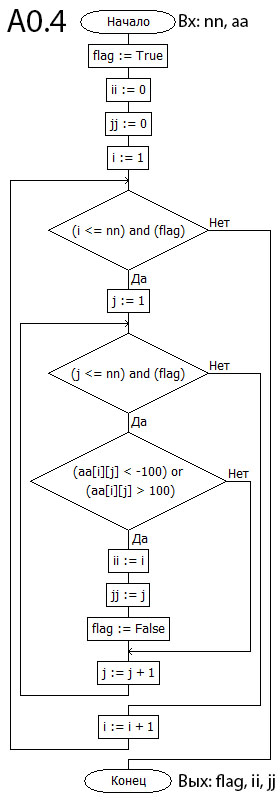 A0.4
Начало
Вх: nn, aa
flag := True
ii := 0
jj := 0
i := 1
(i <= nn) and (flag)
Нет
Да
j := 1
(j <= nn) and (flag)
Нет
Да
(aa[i][j] < -100) or
(aa[i][j] > 100)
Нет
Да
ii := i
jj := j
flag := False
j := j + 1
i := i + 1
Конец
Вых: flag, ii, jj